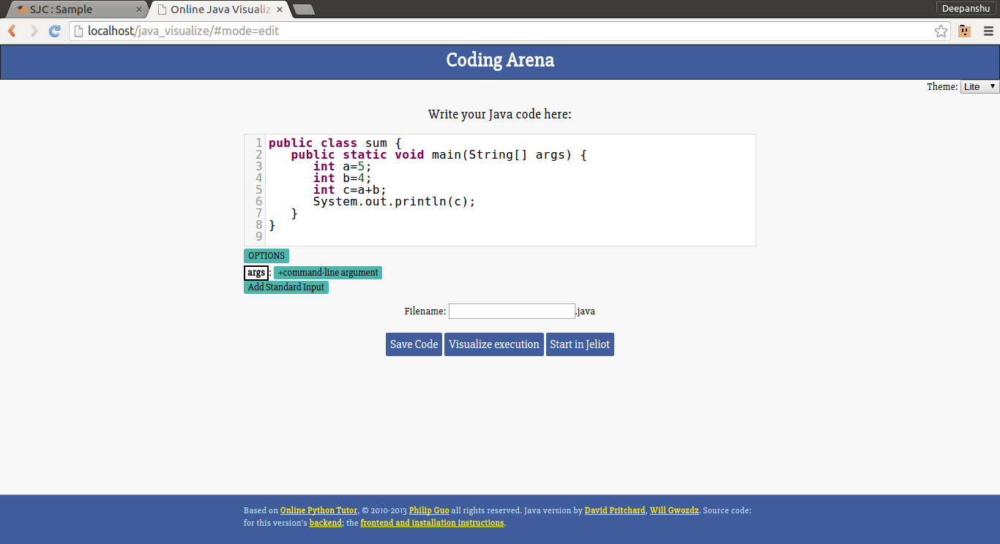 SJC: Sample
Online Java Visualiz
Deepanshu
localhost/java_visualize/#mode=edit
Coding Arena
Theme: Lite
Write your Java code here:
1 public class sum {
2 public static void main(String[] args) {
3 int a=5;
4 int b=4;
5 int c=a+b;
6 System.out.println(c);
7 }
8 }
9
OPTIONS
args : +command-line argument
Add Standard Input
Filename: .java
Save Code Visualize execution Start in Jeliot
Based on Online Python Tutor, © 2010-2013 Philip Guo all rights reserved. Java version by David Pritchard, Will Gwozdz. Source code:
for this version's backend; the frontend and installation instructions.